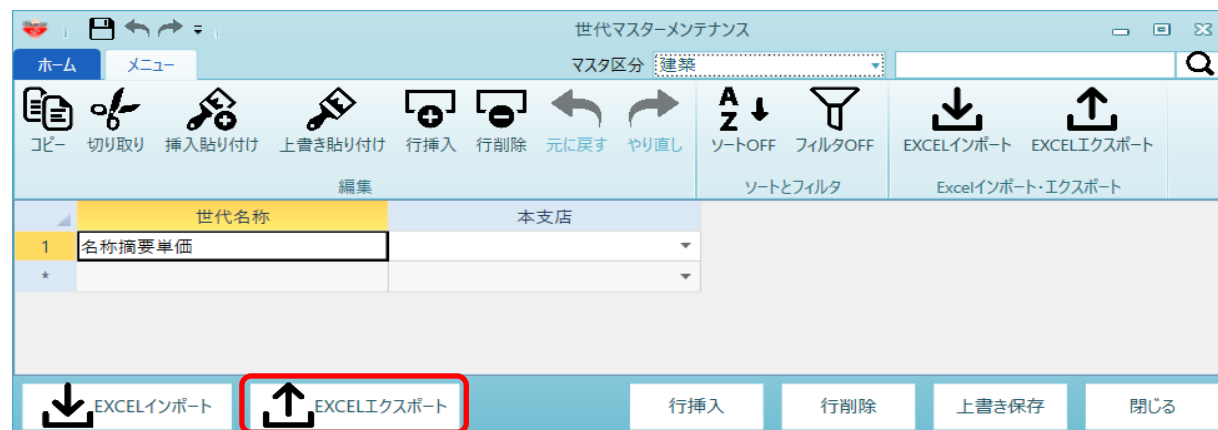 世代マスターメンテナンス
ホーム メニュー マスタ区分 建築
コピー 切り取り 挿入貼り付け 上書き貼り付け 行挿入 行削除 元に戻す やり直し ソートOFF フィルタOFF EXCELインポート EXCELエクスポート
編集 ソートとフィルタ Excelインポート・エクスポート
世代名称 本支店
1 名称摘要単価
*
EXCELインポート EXCELエクスポート 行挿入 行削除 上書き保存 閉じる